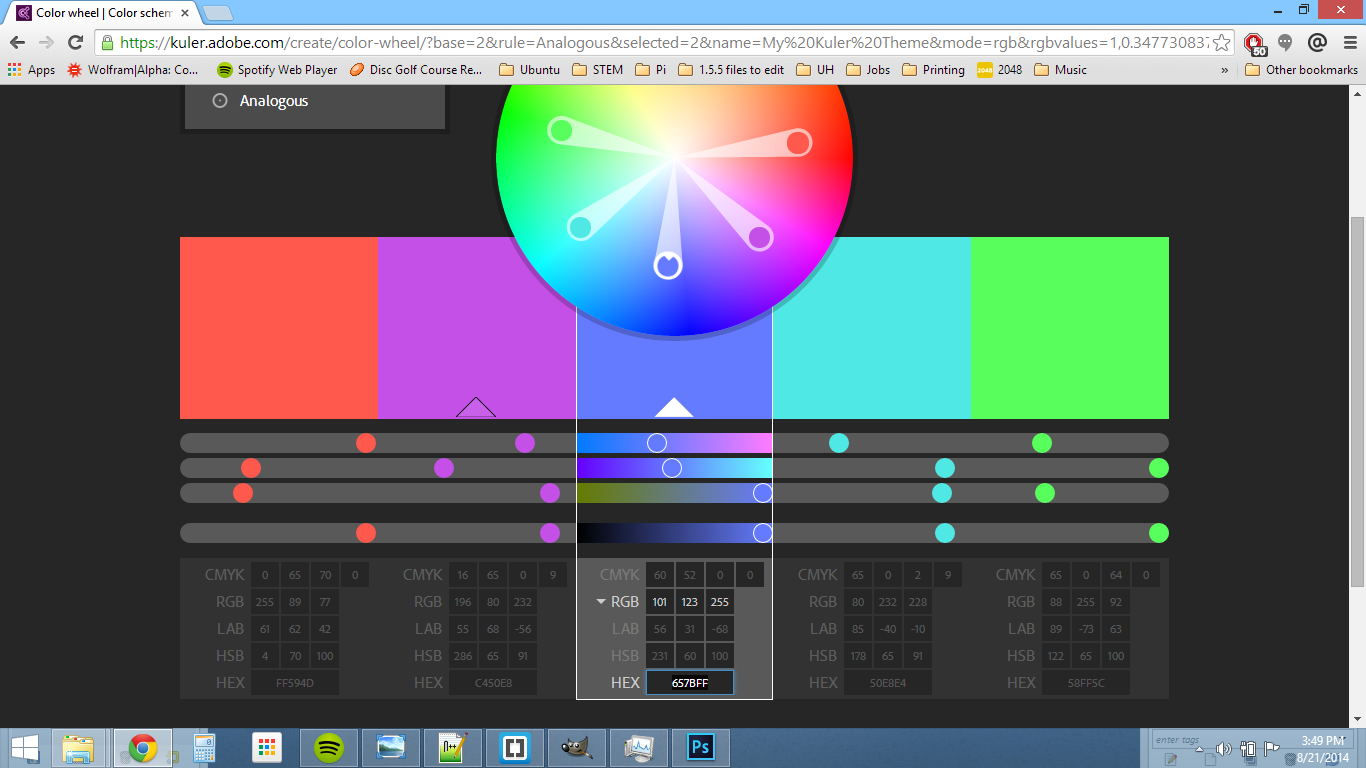 Color wheel | Color schem
https://kuler.adobe.com/create/color-wheel/?base=2&rule=Analogous&selected=2&name=My%20Kuler%20Theme&mode=rgb&rgbvalues=1,0.347730837
50
Apps Wolfram|Alpha: Co... Spotify Web Player Disc Golf Course Re... Ubuntu STEM Pi 1.5.5 files to edit UH Jobs Printing 2048 2048 Music » Other bookmarks
Analogous
CMYK 0 65 70 0 CMYK 16 65 0 9 CMYK 60 52 0 0 CMYK 65 0 2 9 CMYK 65 0 64 0
RGB 255 89 77 RGB 196 80 232 RGB 101 123 255 RGB 80 232 228 RGB 88 255 92
LAB 61 62 42 LAB 55 68 -56 LAB 56 31 -68 LAB 85 -40 -10 LAB 89 -73 63
HSB 4 70 100 HSB 286 65 91 HSB 231 60 100 HSB 178 65 91 HSB 122 65 100
HEX FF594D HEX C450E8 HEX 657BFF HEX 50E8E4 HEX 58FF5C
N++
Ps
enter tags
3:49 PM
8/21/2014